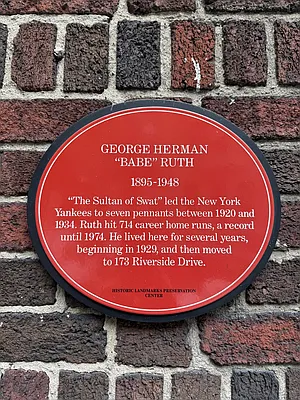 GEORGE HERMAN
“BABE” RUTH
1895-1948
“The Sultan of Swat” led the New York
Yankees to seven pennants between 1920 and
1934. Ruth hit 714 career home runs, a record
until 1974. He lived here for several years,
beginning in 1929, and then moved
to 173 Riverside Drive.
HISTORIC LANDMARKS PRESERVATION
CENTER